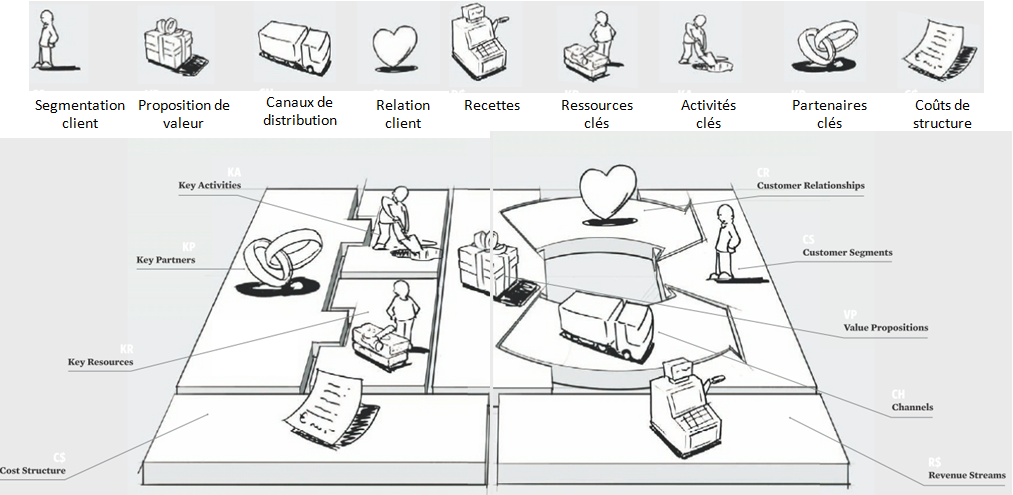 Segmentation
client
Proposition de
valeur
Canaux de
distribution
Relation
client
Recettes
Ressources
clés
Activités
clés
Partenaires
clés
Coûts de
structure
KA
Key Activities
CR
Customer Relationships
KP
Key Partners
CS
Customer Segments
VP
Value Propositions
KR
Key Resources
CH
Channels
CS
Cost Structure
RS
Revenue Streams